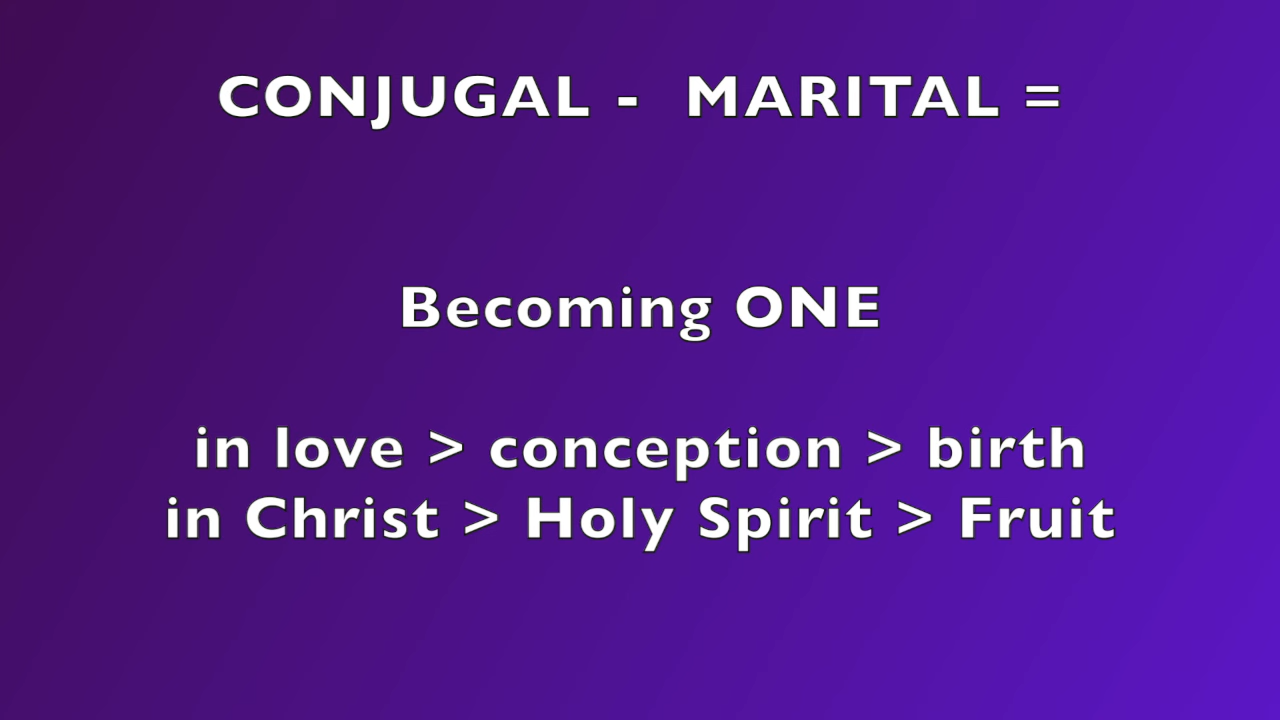 CONJUGAL - MARITAL =
Becoming ONE
in love > conception > birth
in Christ > Holy Spirit > Fruit